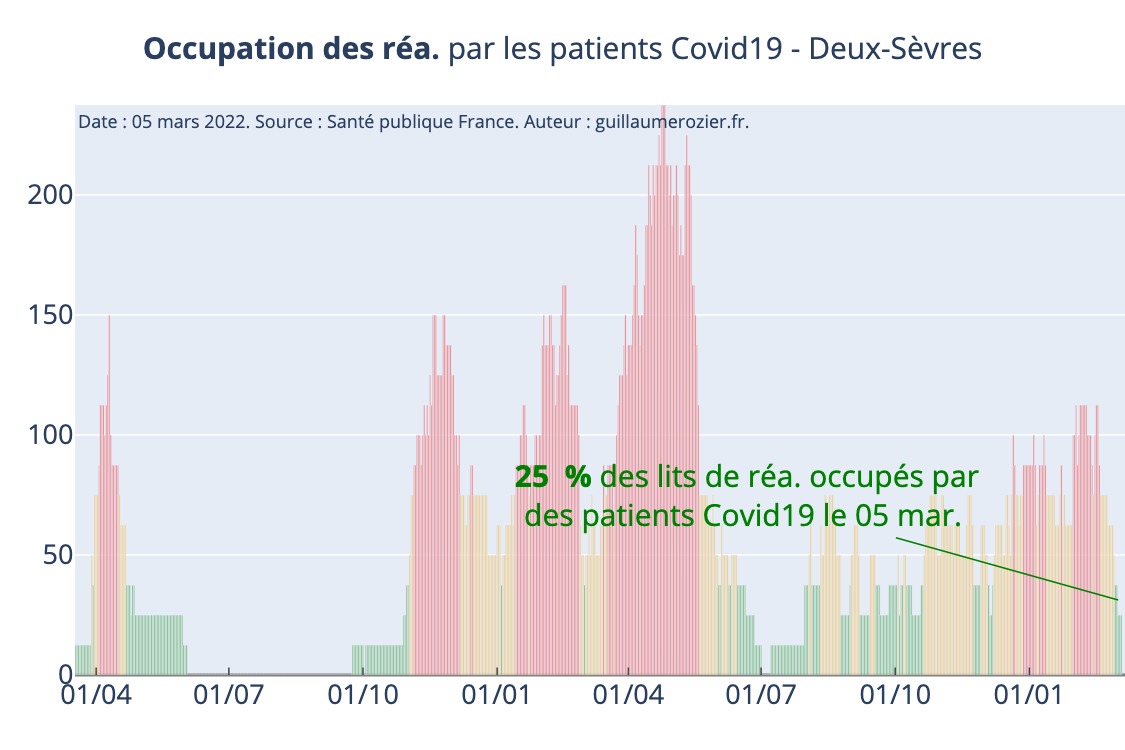 Occupation des réa. par les patients Covid19 - Deux-Sèvres
Date : 05 mars 2022. Source : Santé publique France. Auteur : guillaumerozier.fr.
200
150
100
25 % des lits de réa. occupés par
des patients Covid19 le 05 mar.
50
0
01/04 01/07 01/10 01/01 01/04 01/07 01/10 01/01